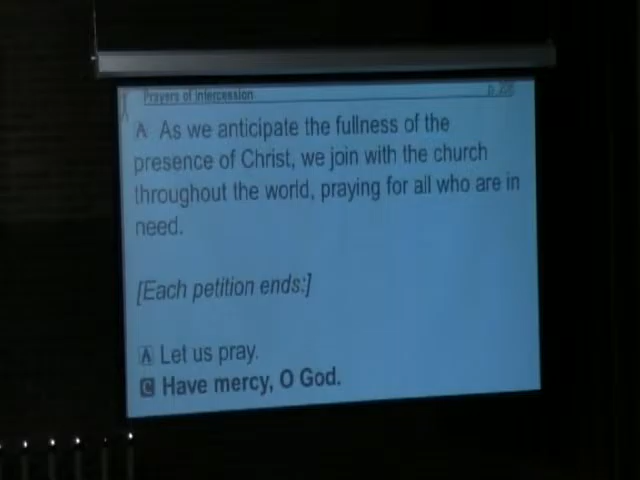 Prayers of Intercession
A As we anticipate the fullness of the
presence of Christ, we join with the church
throughout the world, praying for all who are in
need.
[Each petition ends:]
A Let us pray.
C Have mercy, O God.